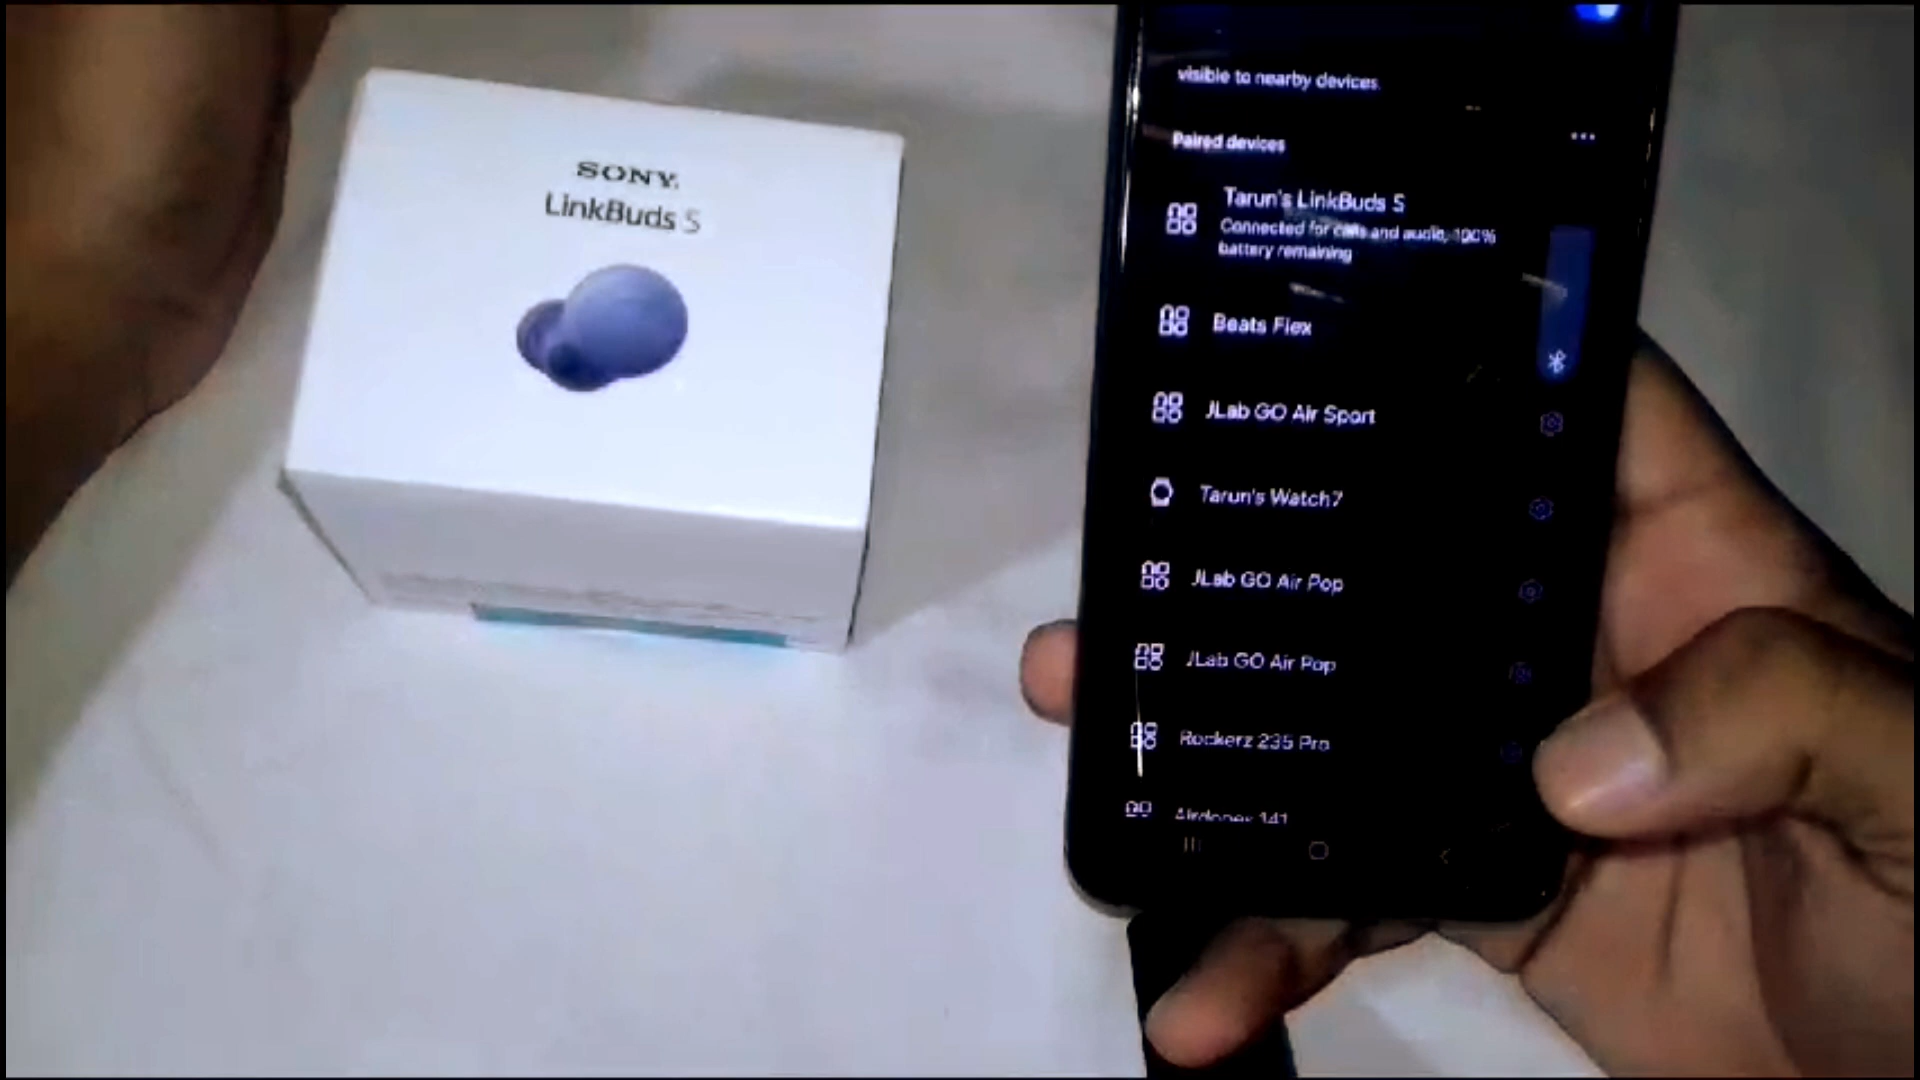 SONY
LinkBuds S
visible to nearby devices.
Paired devices
Tarun's LinkBuds S
Connected for calls and audio, 100%
battery remaining
Beats Flex
JLab GO Air Sport
Tarun's Watch7
JLab GO Air Pop
JLab GO Air Pop
Rockerz 235 Pro
141